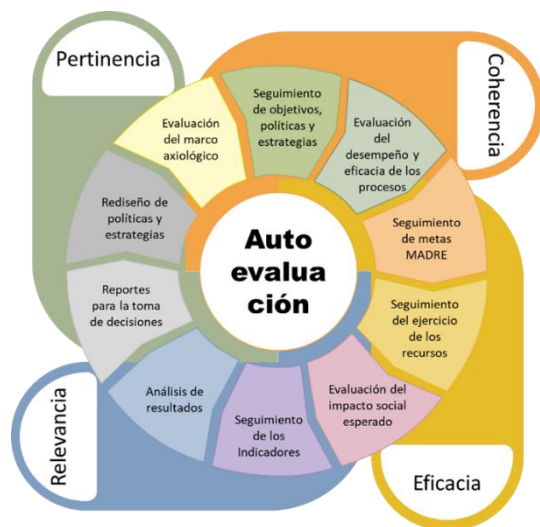 Pertinencia
Coherencia
Seguimiento
de objetivos,
políticas y
estrategias
Evaluación
del marco
axiológico
Evaluación
del
desempeño y
eficacia de los
procesos
Rediseño de
políticas y
estrategias
Seguimiento
de metas
MADRE
Auto
evalua
ción
Reportes
para la toma
de decisiones
Seguimiento
del ejercicio
de los
recursos
Análisis de
resultados
Seguimiento
de los
Indicadores
Evaluación del
impacto social
esperado
Relevancia
Eficacia